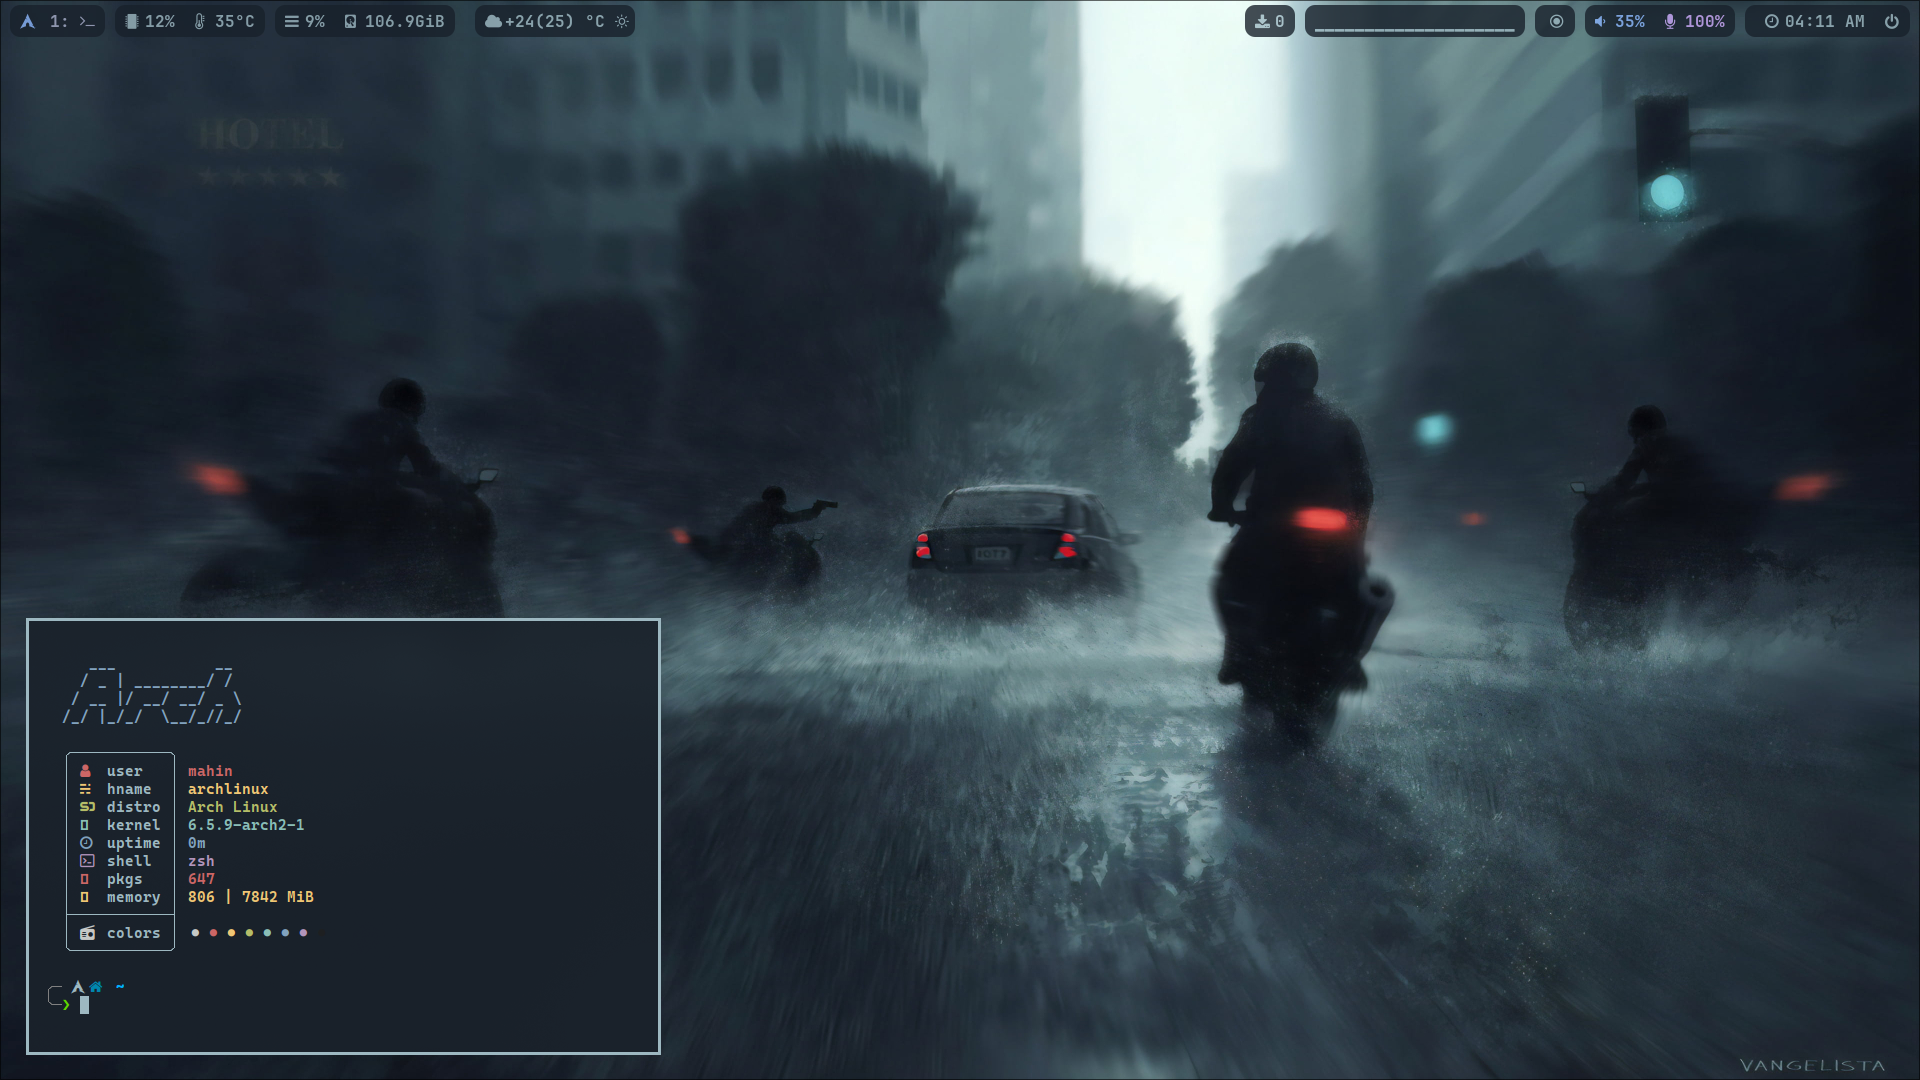 1: 12% 35°C 9% 106.9GiB +24(25) °C 0 35% 100% 04:11 AM
HOTEL
Arch
user mahin
hname archlinux
distro Arch Linux
kernel 6.5.9-arch2-1
uptime 0m
shell zsh
pkgs 647
memory 806 | 7842 MiB
colors
~
VANGELISTA